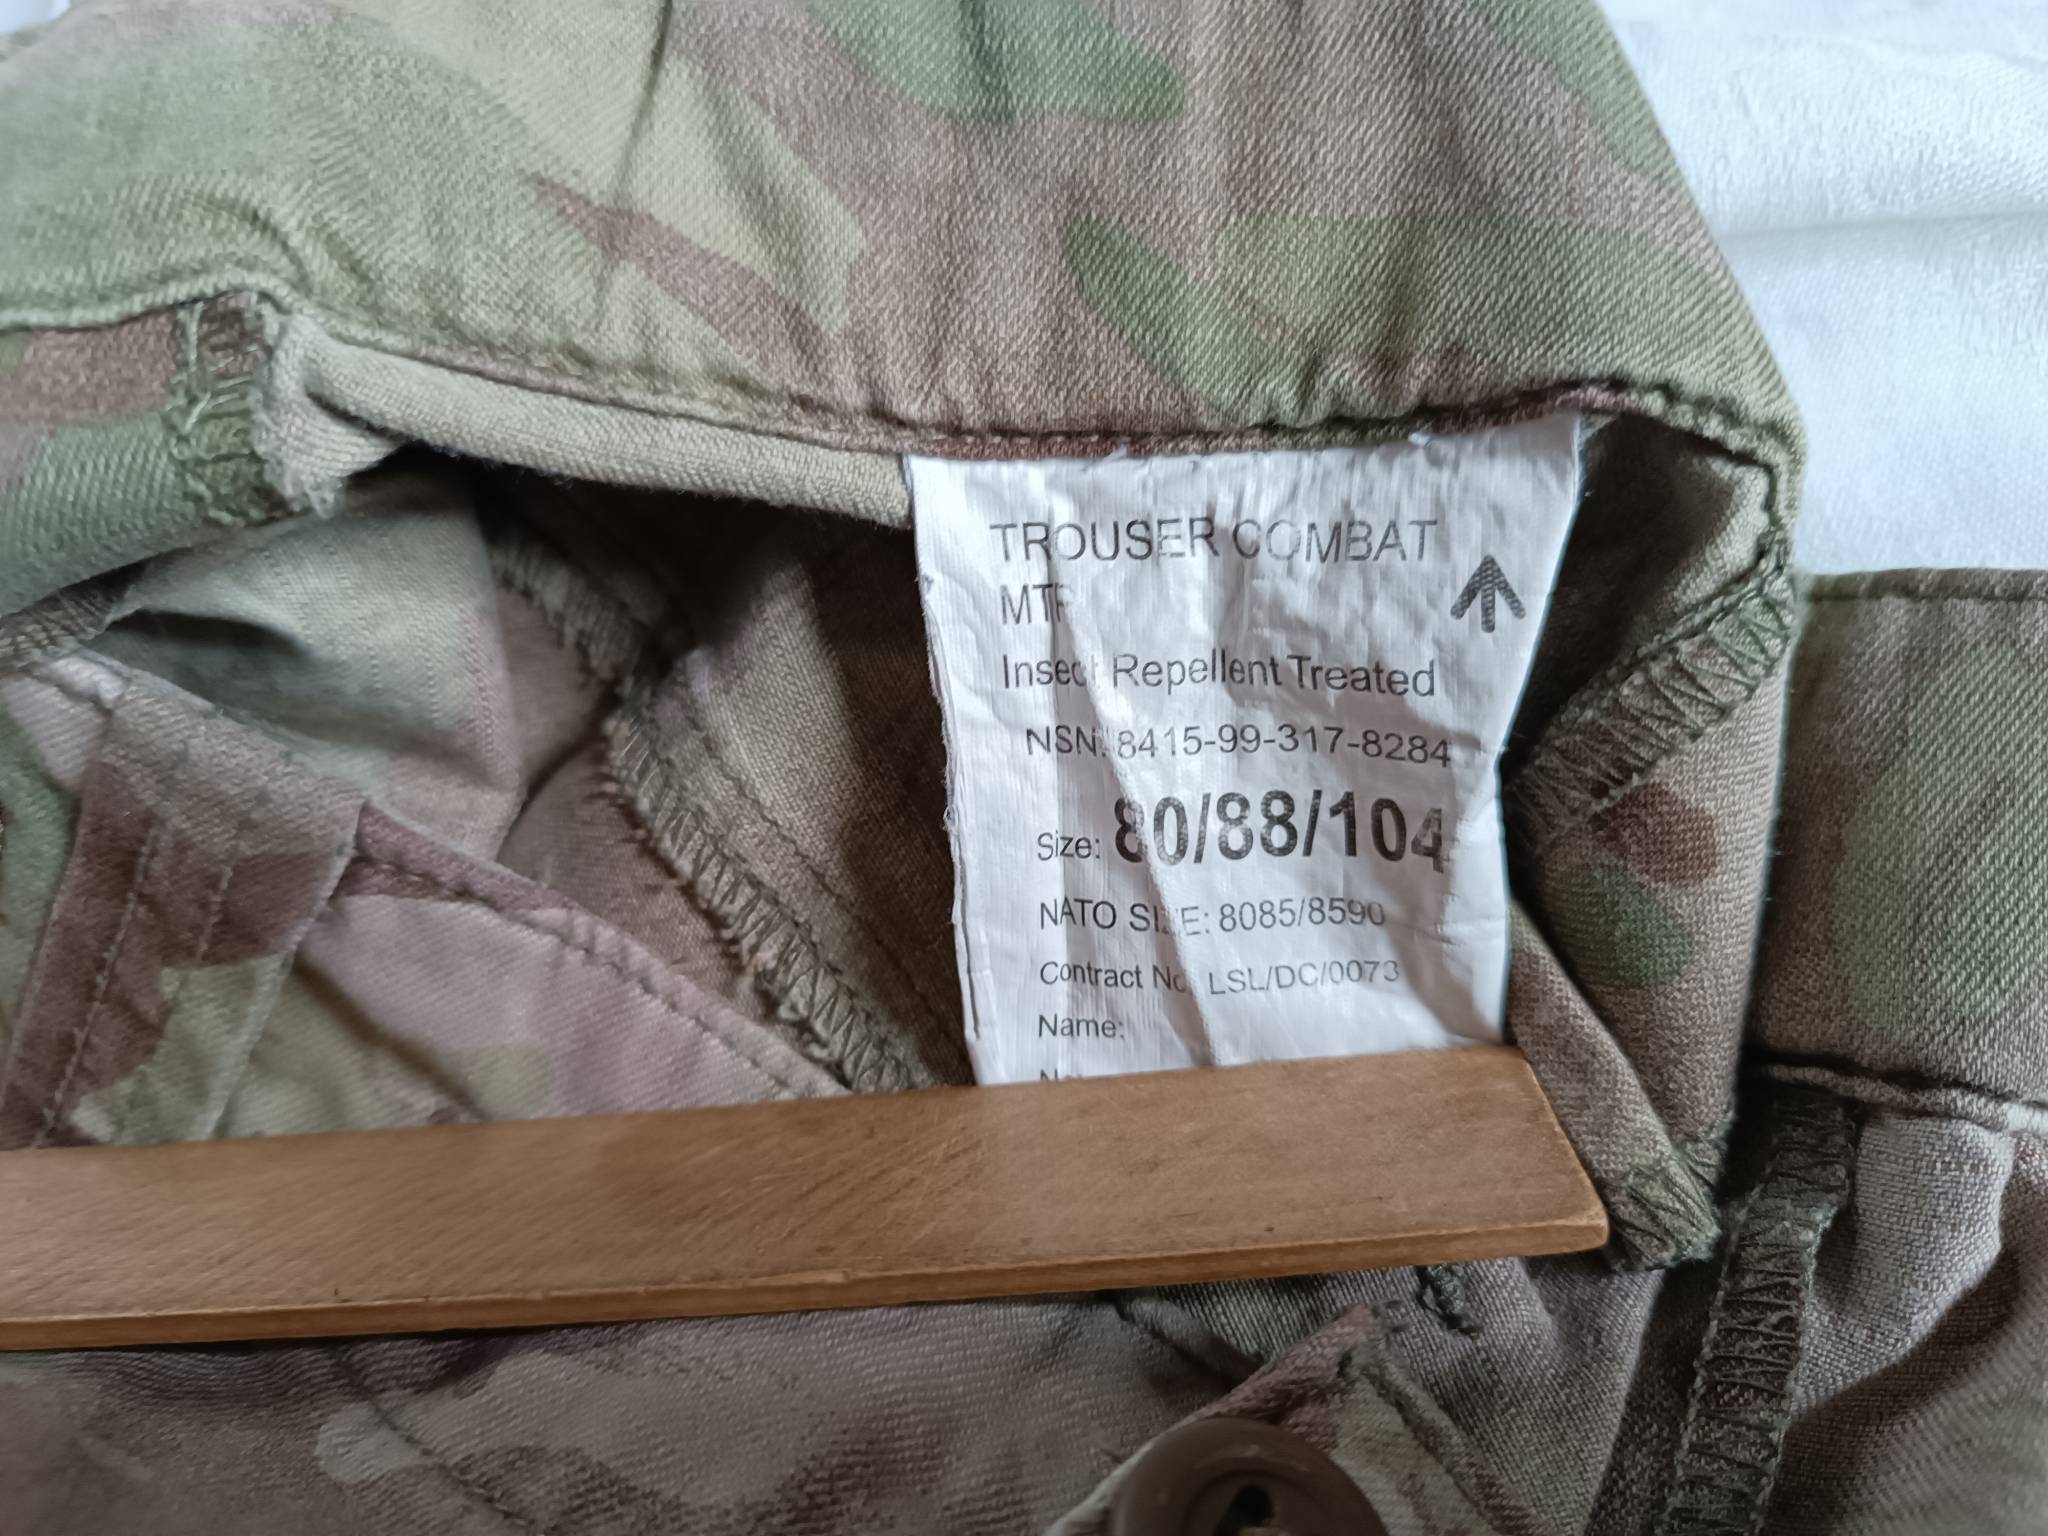 TROUSER COMBAT
MTP
Insect Repellent Treated
NSN: 8415-99-317-8284
Size: 80/88/104
NATO SIZE: 8085/8590
Contract No: LSL/DC/0073
Name: